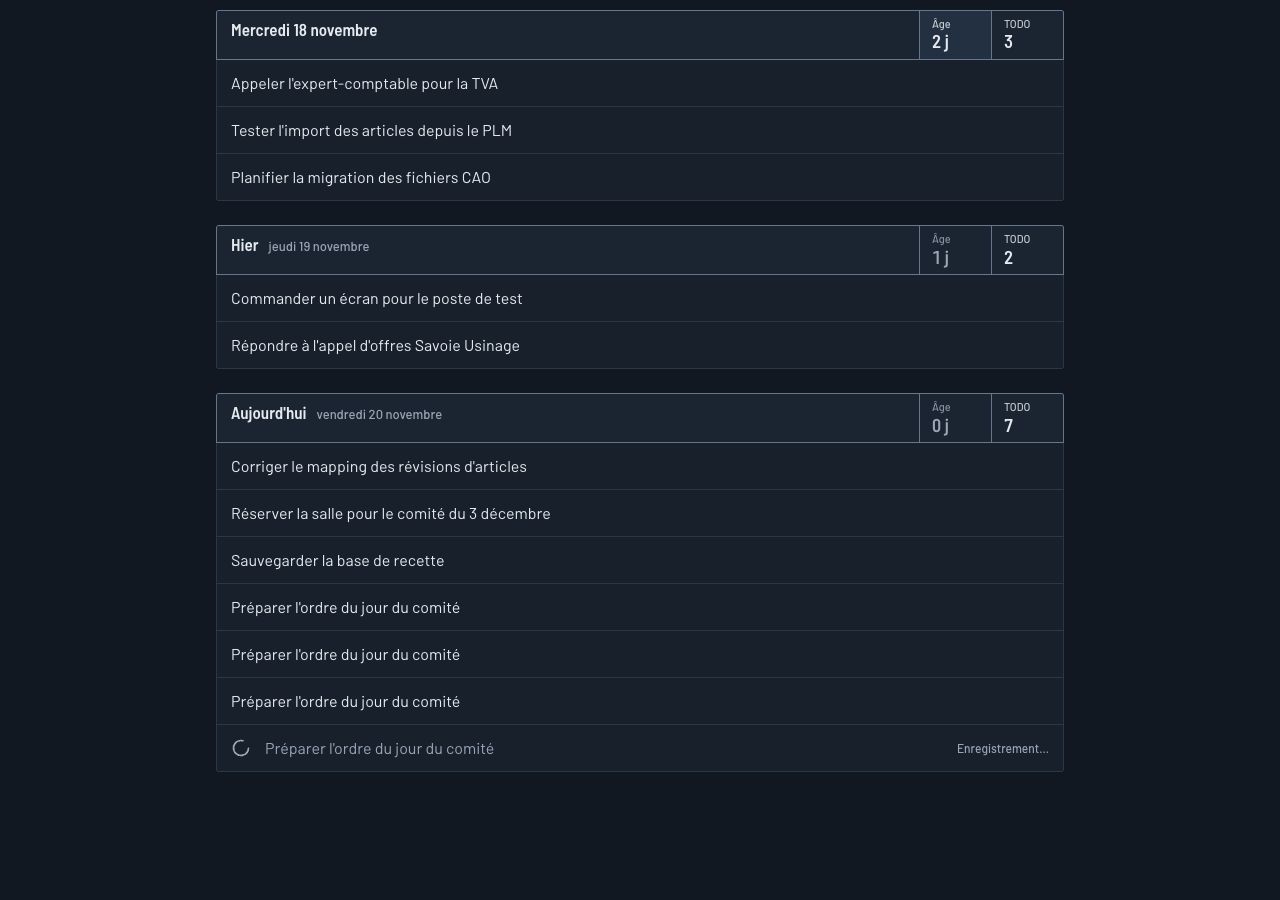 Mercredi 18 novembre
Âge
2 j
TODO
3
Appeler l'expert-comptable pour la TVA
Tester l'import des articles depuis le PLM
Planifier la migration des fichiers CAO
Hier jeudi 19 novembre
Âge
1 j
TODO
2
Commander un écran pour le poste de test
Répondre à l'appel d'offres Savoie Usinage
Aujourd'hui vendredi 20 novembre
Âge
0 j
TODO
7
Corriger le mapping des révisions d'articles
Réserver la salle pour le comité du 3 décembre
Sauvegarder la base de recette
Préparer l'ordre du jour du comité
Préparer l'ordre du jour du comité
Préparer l'ordre du jour du comité
Préparer l'ordre du jour du comité Enregistrement…